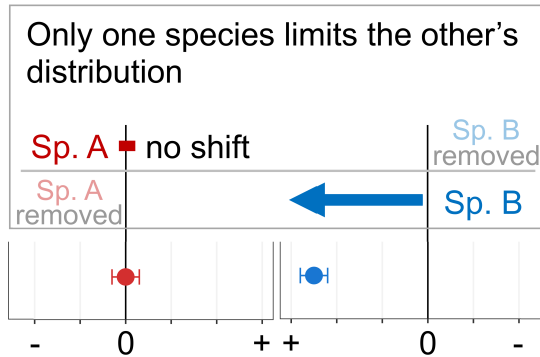 Only one species limits the other's
distribution
Sp. A no shift
Sp. B
removed
Sp. A
removed
Sp. B
- 0 + + 0 -